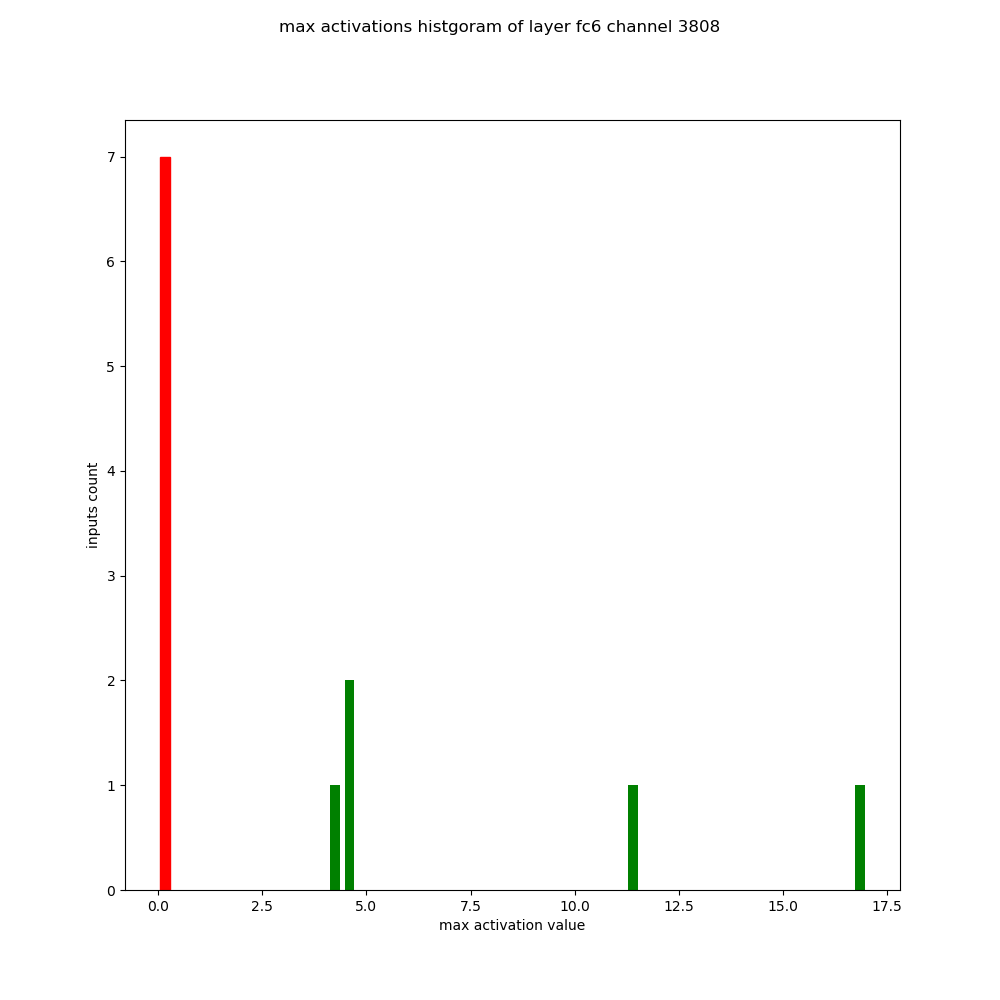 max activations histgoram of layer fc6 channel 3808
7
6
5
4
3
2
1
0
inputs count
0.0 2.5 5.0 7.5 10.0 12.5 15.0 17.5
max activation value